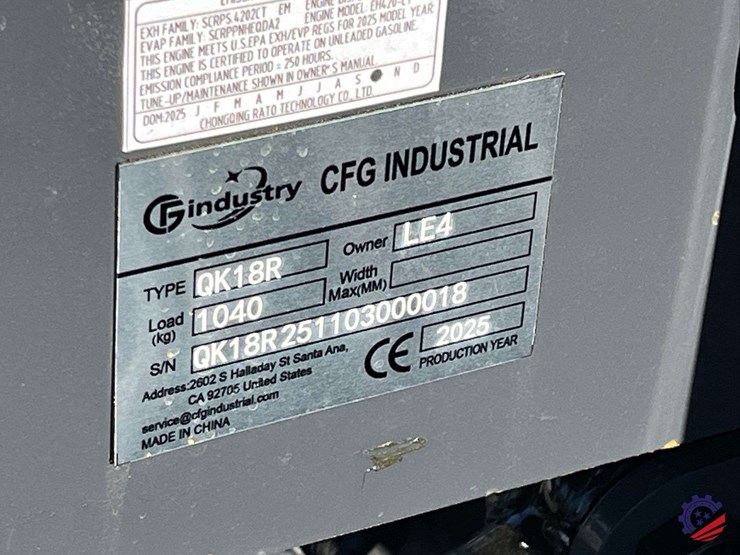 EXH FAMILY: SCRPS.4202CT EM ENGINE
EVAP FAMILY: SCRPPNHEQDA2 ENGINE MODEL:
THIS ENGINE MEETS U.S.EPA EXH/EVP REGS FOR 2025 MODEL YEAR.
THIS ENGINE IS CERTIFIED TO OPERATE ON UNLEADED GASOLINE.
EMISSION COMPLIANCE PERIOD = 250 HOURS.
TUNE-UP/MAINTENANCE SHOWN IN OWNER'S MANUAL.
DOM:2025 J F M A M J J A S ● N D
CHONGQING RATO TECHNOLOGY CO., LTD.
CFGindustry CFG INDUSTRIAL
TYPE QK18R Owner LE4
Load (kg) 1040 Width Max(MM)
S/N QK18R251103000018
Address:2602 S Halladay St Santa Ana,
CA 92705 United States
service@cfgindustrial.com
MADE IN CHINA
CE 2025
PRODUCTION YEAR